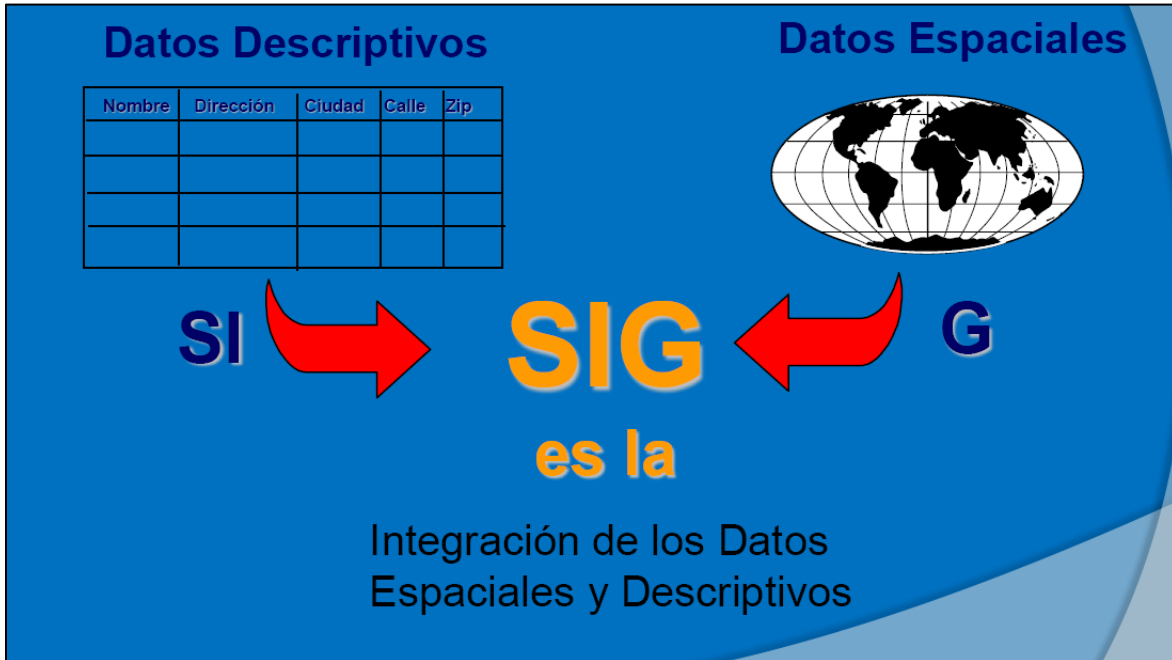 Datos Descriptivos
Datos Espaciales
Nombre Dirección Ciudad Calle Zip
SI
SIG
G
es la
Integración de los Datos
Espaciales y Descriptivos